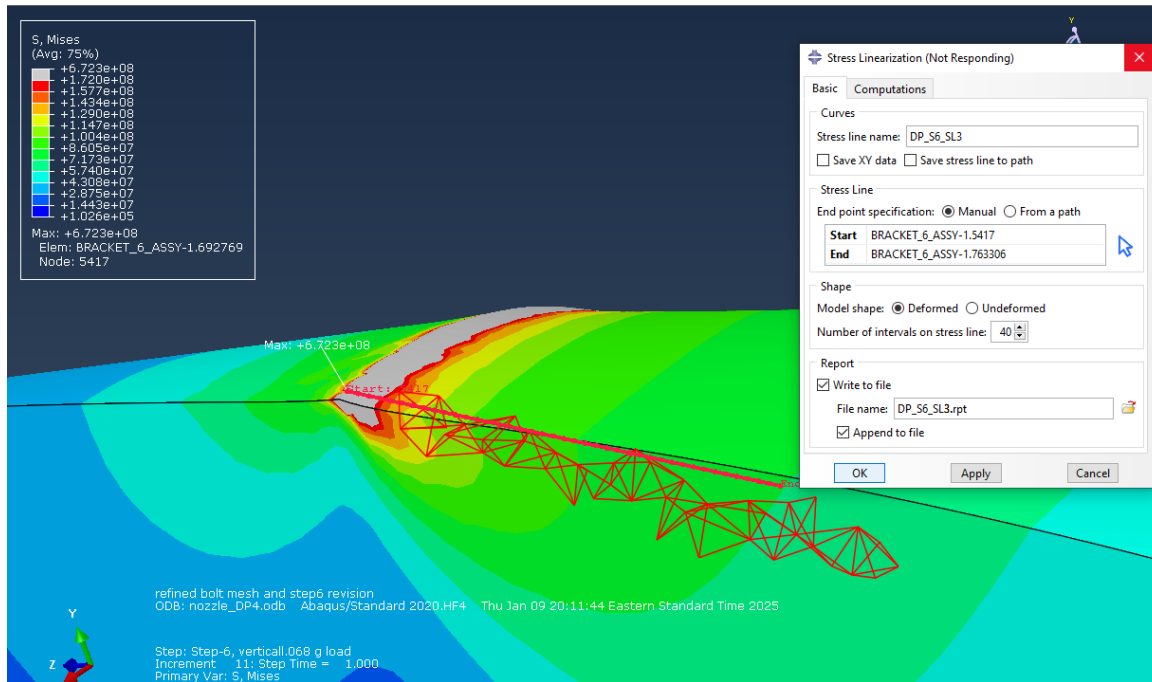 S, Mises
(Avg: 75%)
+6.723e+08
+1.720e+08
+1.577e+08
+1.434e+08
+1.290e+08
+1.147e+08
+1.004e+08
+8.605e+07
+7.173e+07
+5.740e+07
+4.308e+07
+2.875e+07
+1.443e+07
+1.026e+05
Max: +6.723e+08
Elem: BRACKET_6_ASSY-1.692769
Node: 5417
Y
Max: +6.723e+08
Start: 417
End
refined bolt mesh and step6 revision
ODB: nozzle_DP4.odb Abaqus/Standard 2020.HF4 Thu Jan 09 20:11:44 Eastern Standard Time 2025
Y
Z
Step: Step-6, verticall.068 g load
Increment 11: Step Time = 1.000
Primary Var: S, Mises
Stress Linearization (Not Responding)
Basic Computations
Curves
Stress line name: DP_S6_SL3
Save XY data Save stress line to path
Stress Line
End point specification: Manual From a path
Start BRACKET_6_ASSY-1.5417
End BRACKET_6_ASSY-1.763306
Shape
Model shape: Deformed Undeformed
Number of intervals on stress line: 40
Report
Write to file
File name: DP_S6_SL3.rpt
Append to file
OK Apply Cancel